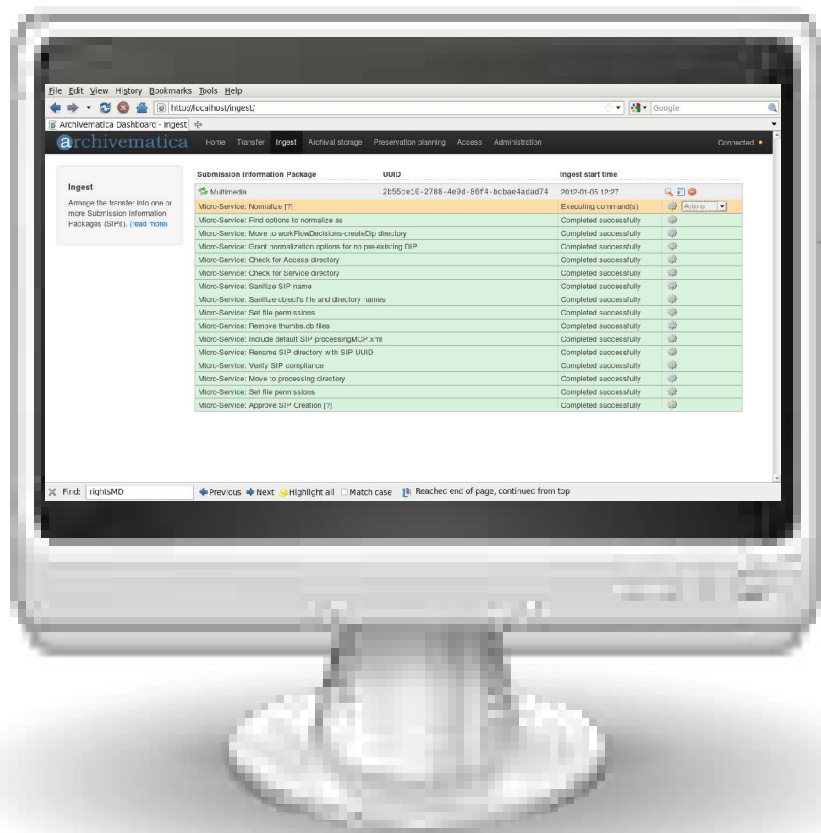 File Edit View History Bookmarks Tools Help
http://localhost/ingest/ Google
Archivematica Dashboard - Ingest
archivematica Home Transfer Ingest Archival storage Preservation planning Access Administration Connected
Submission Information Package UUID Ingest start time
Ingest
Arrange the transfer into one or
more Submission Information
Packages (SIPs). (read more)
Multimedia 2b55ce10-2788-4e9d-86f4-bcbae4adad74 2012-01-05 12:27
Micro-Service: Normalize [?] Executing command(s) Actions
Micro-Service: Find options to normalize as Completed successfully
Micro-Service: Move to workFlowDecisions-createDip directory Completed successfully
Micro-Service: Grant normalization options for no pre-existing DIP Completed successfully
Micro-Service: Check for Access directory Completed successfully
Micro-Service: Check for Service directory Completed successfully
Micro-Service: Sanitize SIP name Completed successfully
Micro-Service: Sanitize object's file and directory names Completed successfully
Micro-Service: Set file permissions Completed successfully
Micro-Service: Remove thumbs.db files Completed successfully
Micro-Service: Include default SIP processingMCP.xml Completed successfully
Micro-Service: Rename SIP directory with SIP UUID Completed successfully
Micro-Service: Verify SIP compliance Completed successfully
Micro-Service: Move to processing directory Completed successfully
Micro-Service: Set file permissions Completed successfully
Micro-Service: Approve SIP Creation [?] Completed successfully
Find: rightsMD Previous Next Highlight all Match case Reached end of page, continued from top